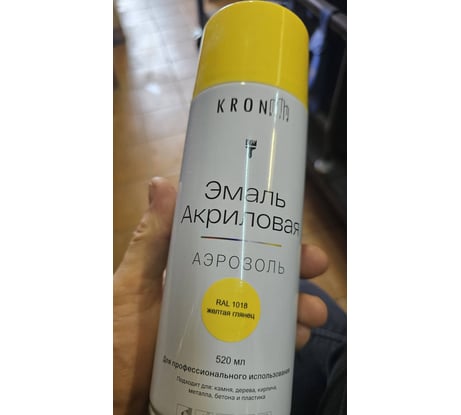 KRON
Эмаль
Акриловая
АЭРОЗОЛЬ
RAL 1018
желтая глянец
520 мл
Для профессионального использования
Подходит для: камня, дерева, кирпича,
металла, бетона и пластика